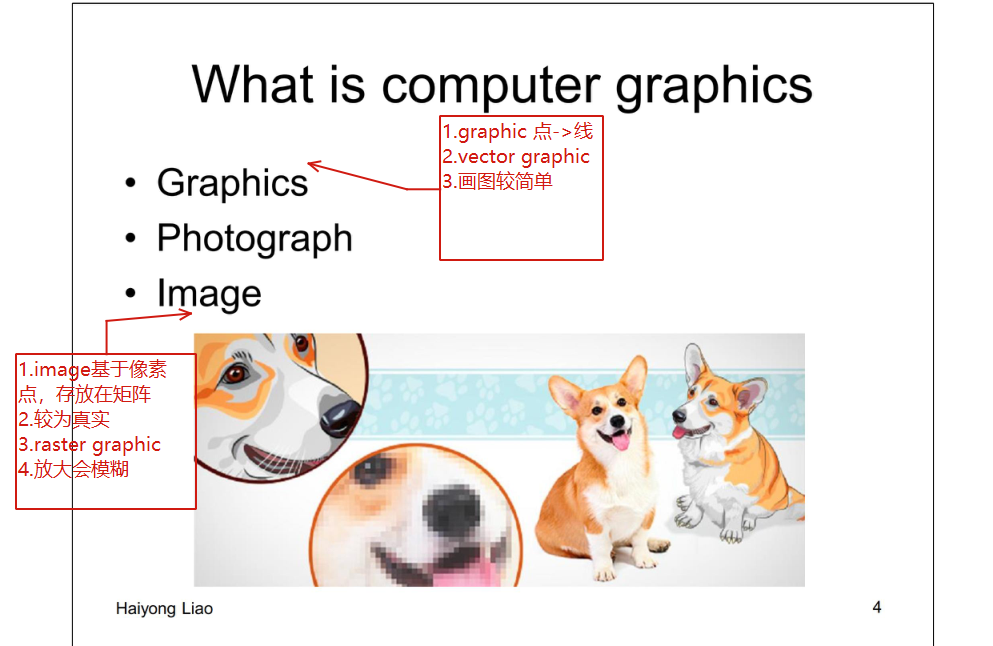 What is computer graphics
1.graphic 点->线
2.vector graphic
3.画图较简单
• Graphics
• Photograph
• Image
1.image基于像素
点，存放在矩阵
2.较为真实
3.raster graphic
4.放大会模糊
Haiyong Liao
4